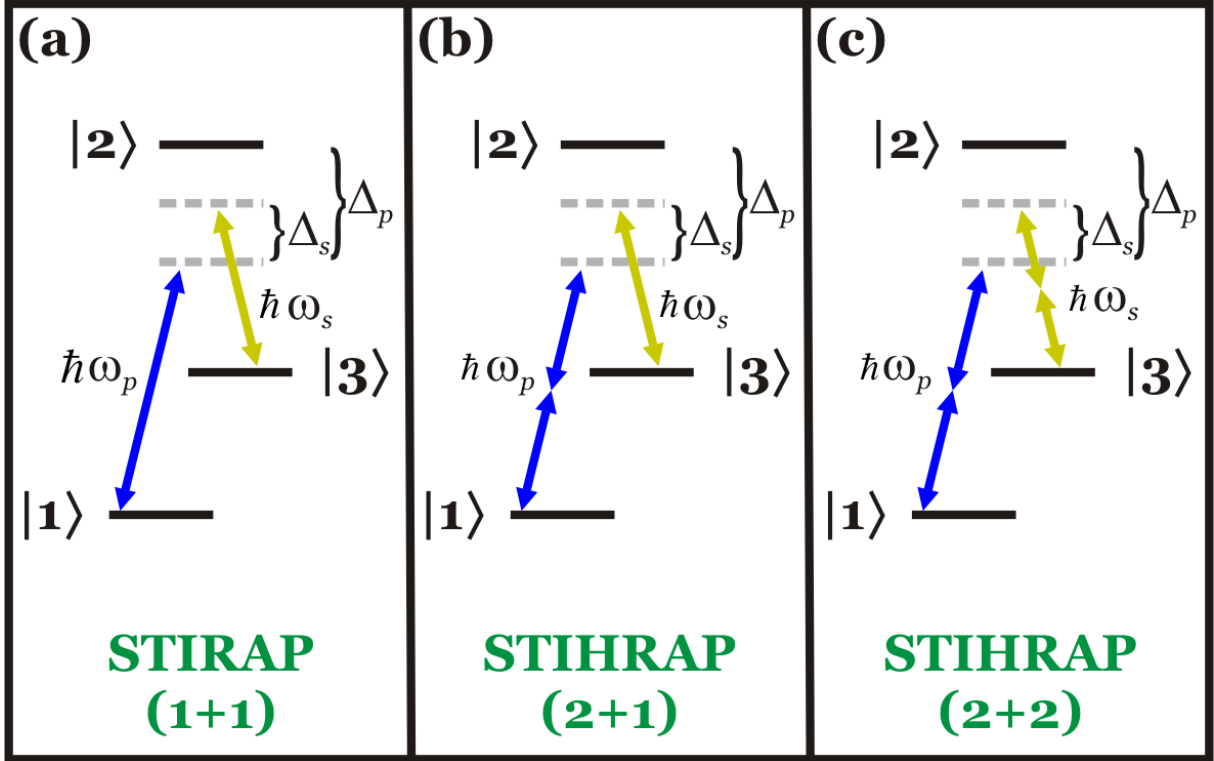 (a)
|2⟩
Δₚ
Δₛ
ħωₛ
ħωₚ
|3⟩
|1⟩
STIRAP
(1+1)
(b)
|2⟩
Δₚ
Δₛ
ħωₛ
ħωₚ
|3⟩
|1⟩
STIHRAP
(2+1)
(c)
|2⟩
Δₚ
Δₛ
ħωₛ
ħωₚ
|3⟩
|1⟩
STIHRAP
(2+2)